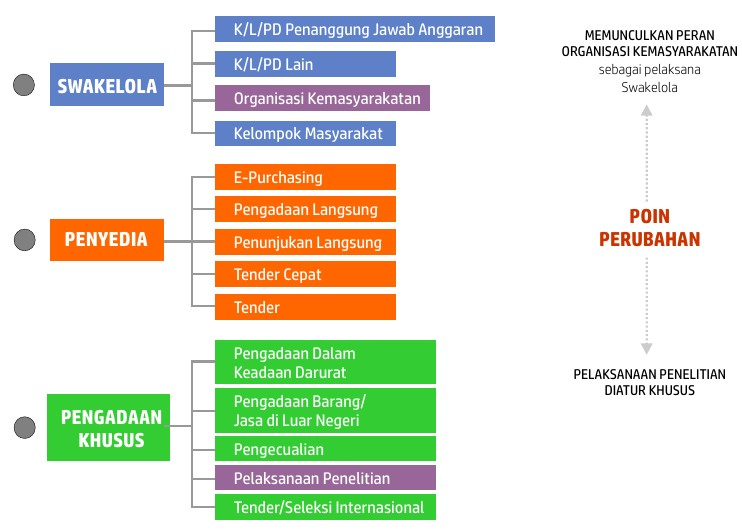 SWAKELOLA
K/L/PD Penanggung Jawab Anggaran
K/L/PD Lain
Organisasi Kemasyarakatan
Kelompok Masyarakat
PENYEDIA
E-Purchasing
Pengadaan Langsung
Penunjukan Langsung
Tender Cepat
Tender
PENGADAAN
KHUSUS
Pengadaan Dalam
Keadaan Darurat
Pengadaan Barang/
Jasa di Luar Negeri
Pengecualian
Pelaksanaan Penelitian
Tender/Seleksi Internasional
MEMUNCULKAN PERAN
ORGANISASI KEMASYARAKATAN
sebagai pelaksana
Swakelola
POIN
PERUBAHAN
PELAKSANAAN PENELITIAN
DIATUR KHUSUS